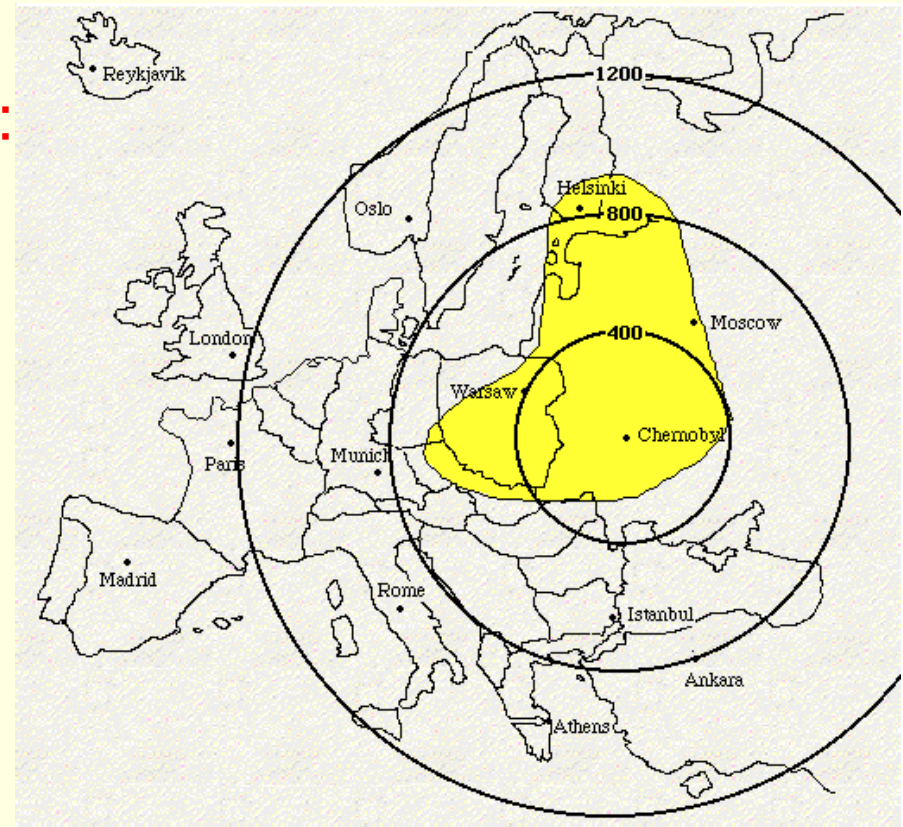 1200
Reykjavik
Helsinki
Oslo
800
Moscow
400
London
Warsaw
Chernobyl
Munich
Paris
Madrid
Rome
Istanbul
Ankara
Athens